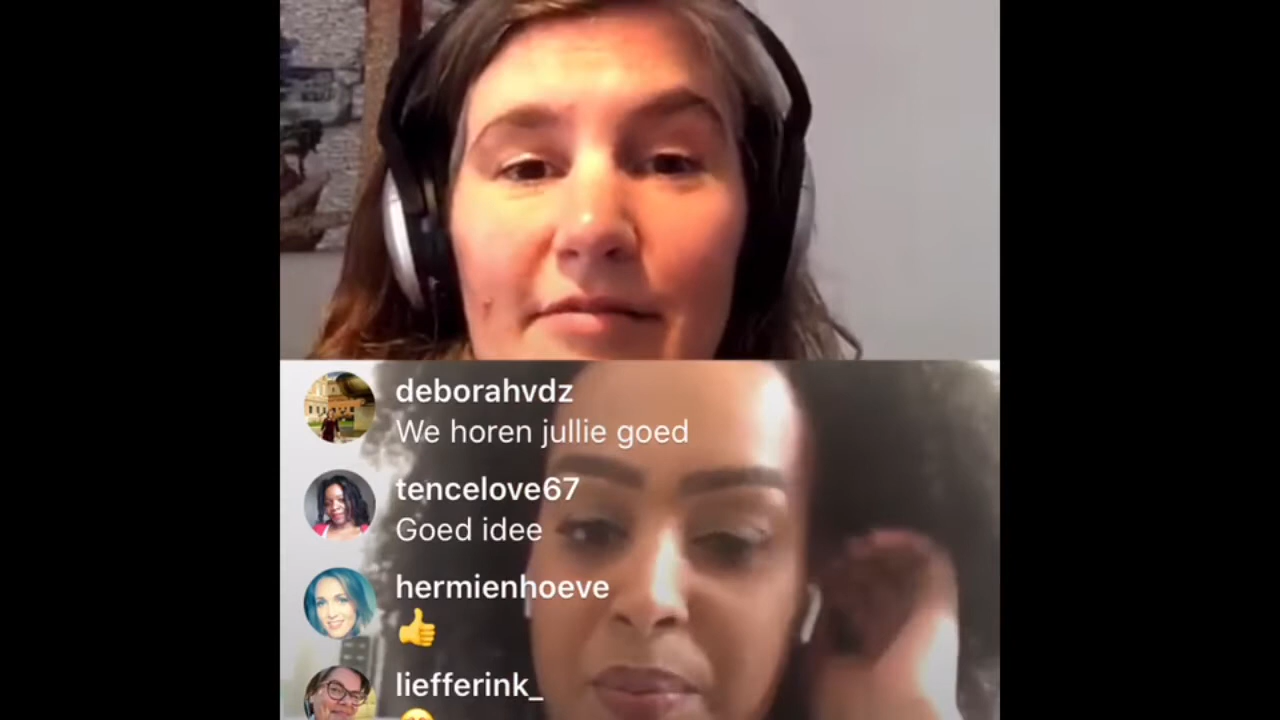 deborahvdz
We horen jullie goed
tencelove67
Goed idee
hermienhoeve
👍
liefferink_